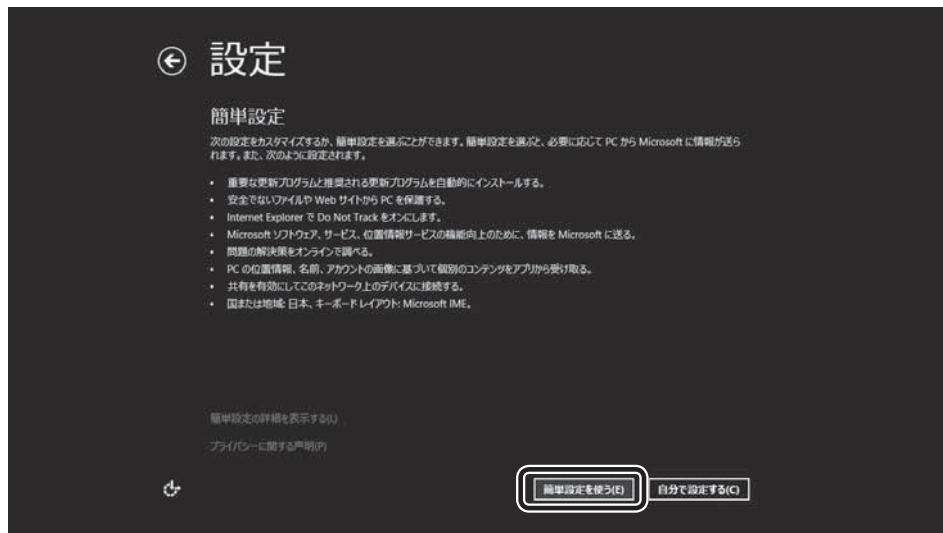 設定
簡単設定
次の設定をカスタマイズするか、簡単設定を選ぶことができます。簡単設定を選ぶと、必要に応じて PC から Microsoft に情報が送ら
れます。また、次のように設定されます。
• 重要な更新プログラムと推奨される更新プログラムを自動的にインストールする。
• 安全でないファイルや Web サイトから PC を保護する。
• Internet Explorer で Do Not Track をオンにします。
• Microsoft ソフトウェア、サービス、位置情報サービスの機能向上のために、情報を Microsoft に送る。
• 問題の解決策をオンラインで調べる。
• PC の位置情報、名前、アカウントの画像に基づいて個別のコンテンツをアプリから受け取る。
• 共有を有効にしてこのネットワーク上のデバイスに接続する。
• 国または地域: 日本、キーボード レイアウト: Microsoft IME。
簡単設定の詳細を表示する(L)
プライバシーに関する声明(P)
簡単設定を使う(E) 自分で設定する(C)